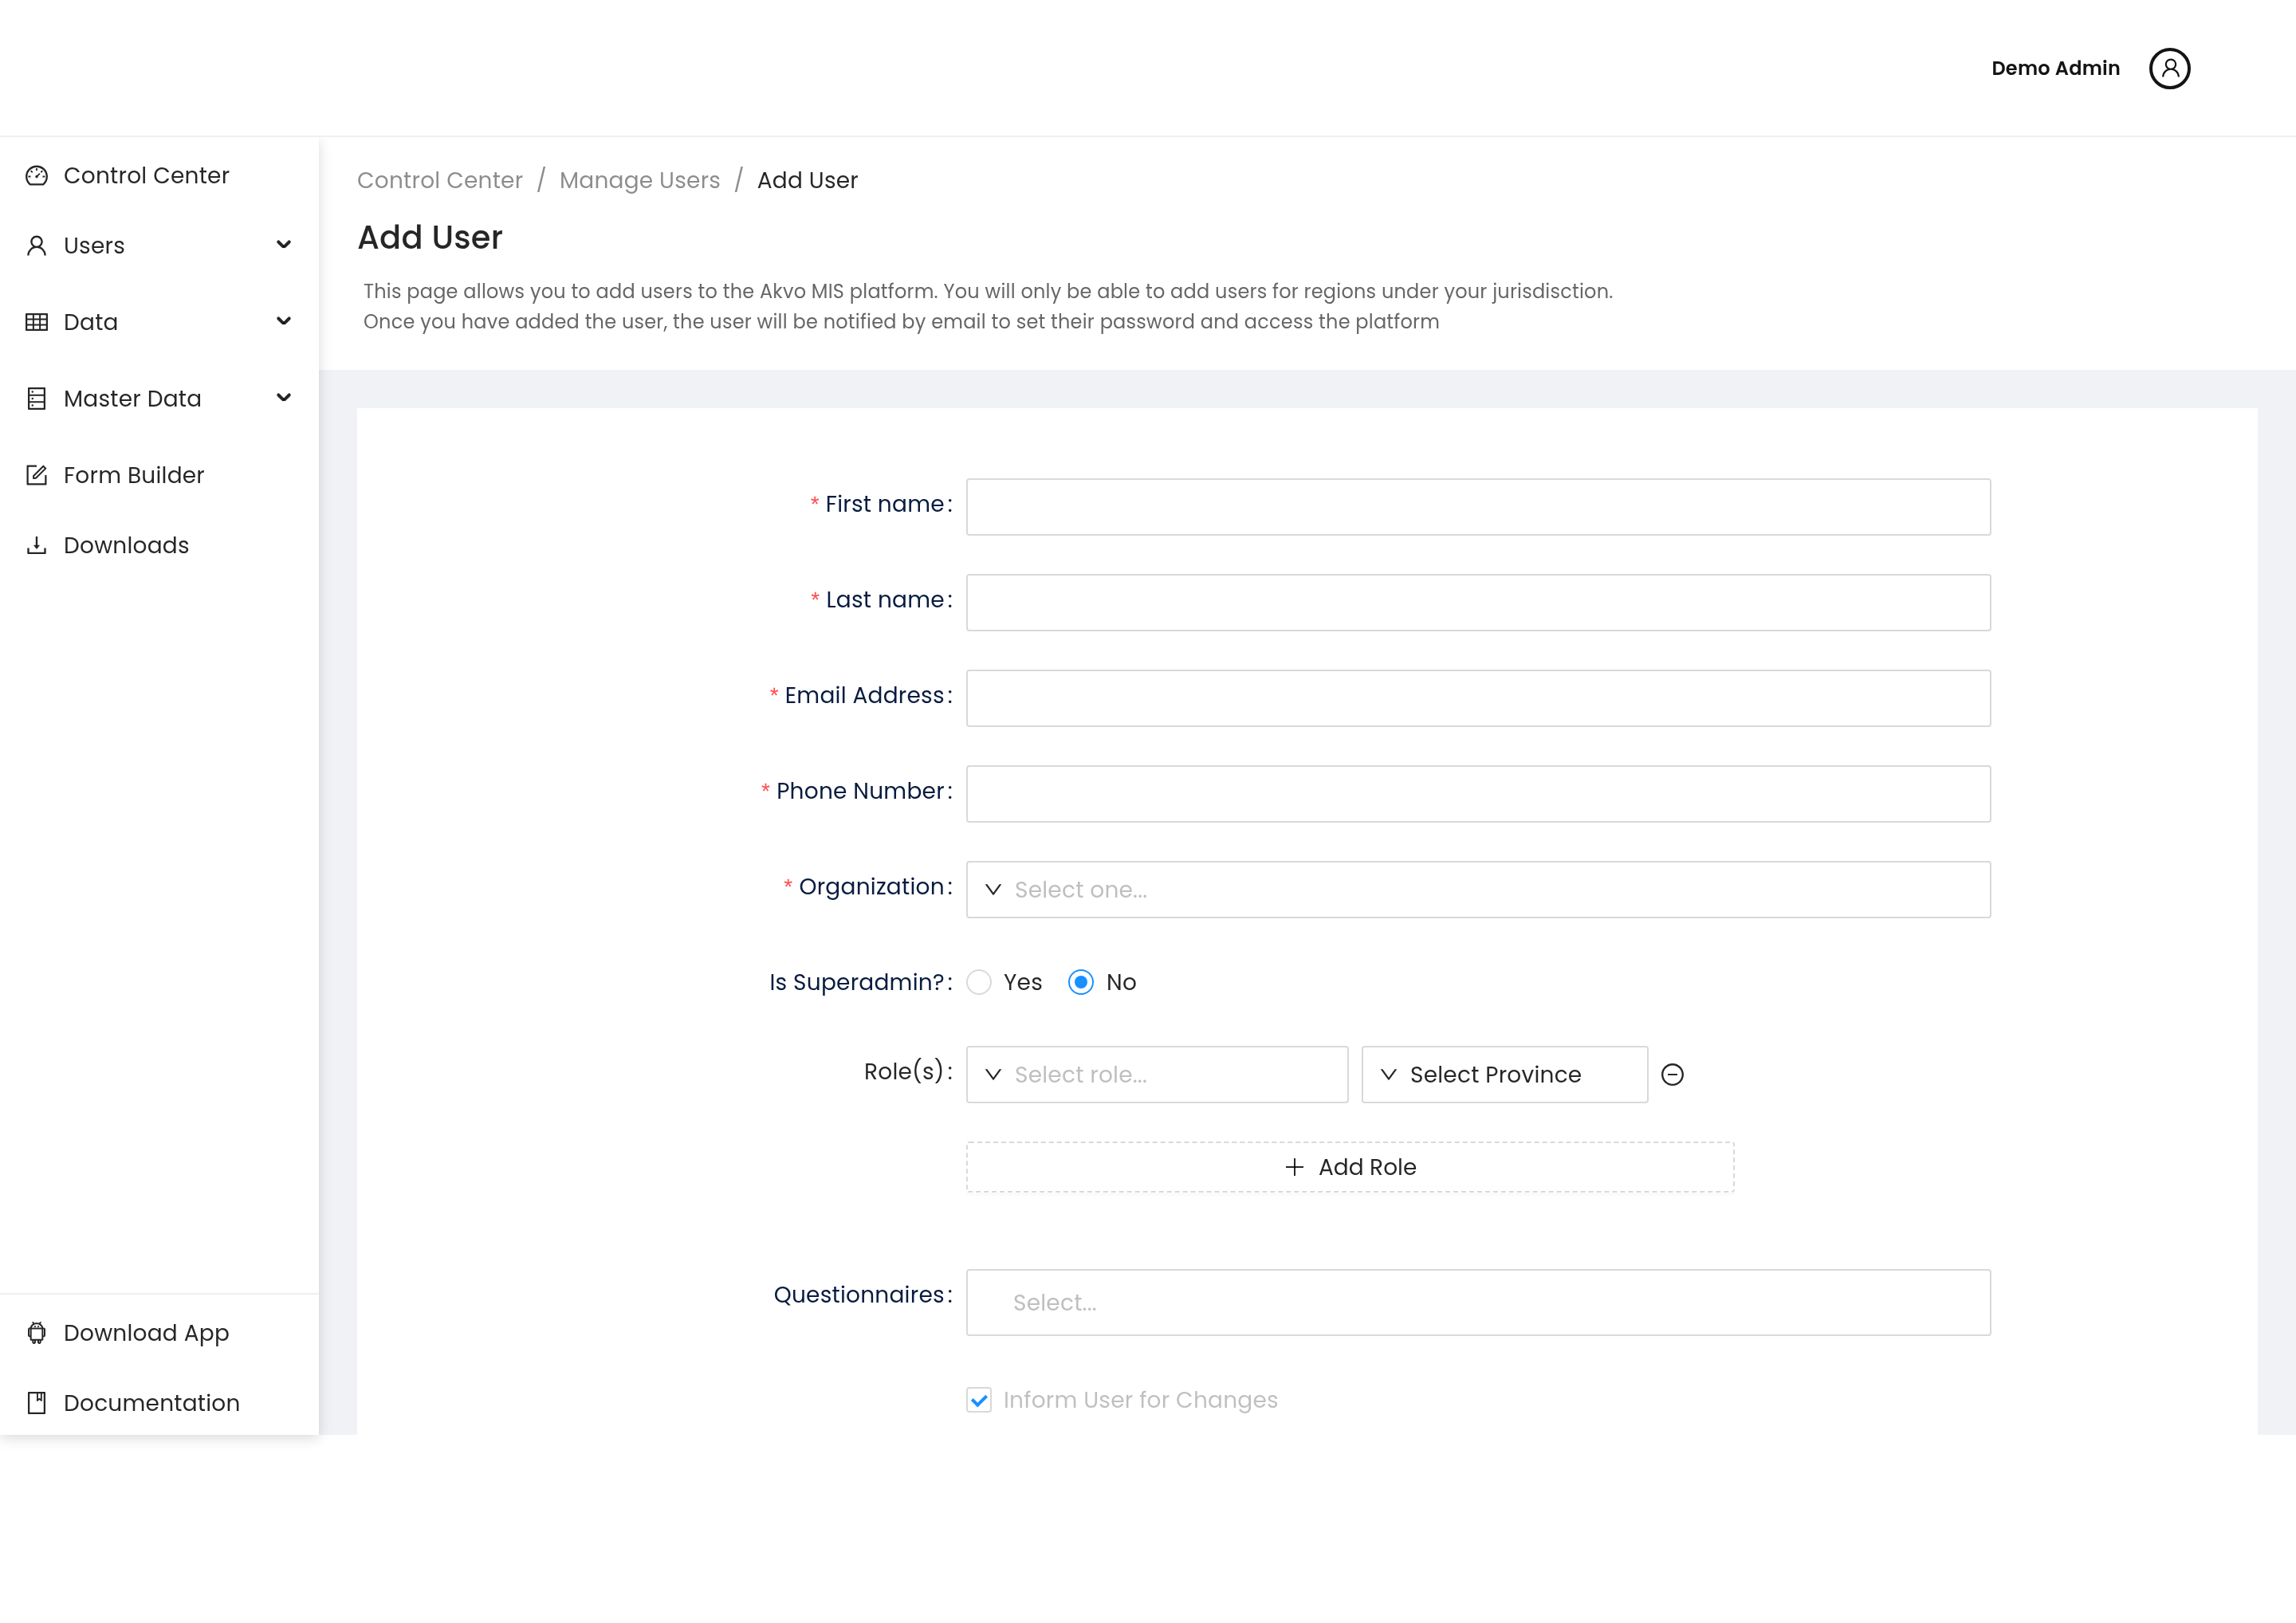 Demo Admin
Control Center
Users
Data
Master Data
Form Builder
Downloads
Download App
Documentation
Control Center / Manage Users / Add User
Add User
This page allows you to add users to the Akvo MIS platform. You will only be able to add users for regions under your jurisdisction.
Once you have added the user, the user will be notified by email to set their password and access the platform
* First name:
* Last name:
* Email Address:
* Phone Number:
* Organization: Select one...
Is Superadmin?: Yes No
Role(s): Select role... Select Province
+ Add Role
Questionnaires: Select...
Inform User for Changes